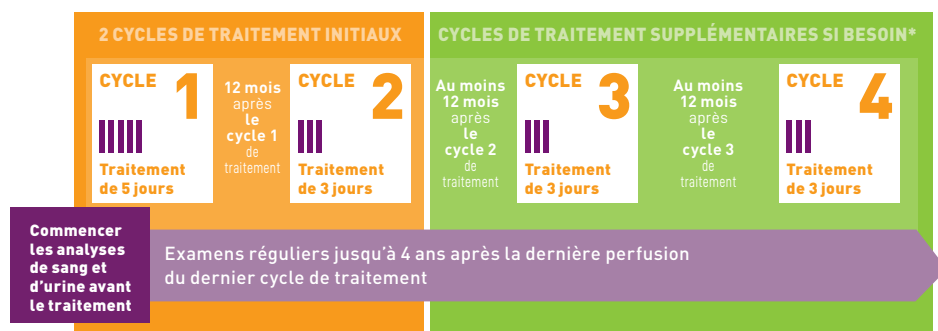 2 CYCLES DE TRAITEMENT INITIAUX
CYCLES DE TRAITEMENT SUPPLÉMENTAIRES SI BESOIN*
CYCLE 1
Traitement
de 5 jours
12 mois
après
le
cycle 1
de
traitement
CYCLE 2
Traitement
de 3 jours
Au moins
12 mois
après
le
cycle 2
de
traitement
CYCLE 3
Traitement
de 3 jours
Au moins
12 mois
après
le
cycle 3
de
traitement
CYCLE 4
Traitement
de 3 jours
Commencer
les analyses
de sang et
d’urine avant
le traitement
Examens réguliers jusqu’à 4 ans après la dernière perfusion
du dernier cycle de traitement